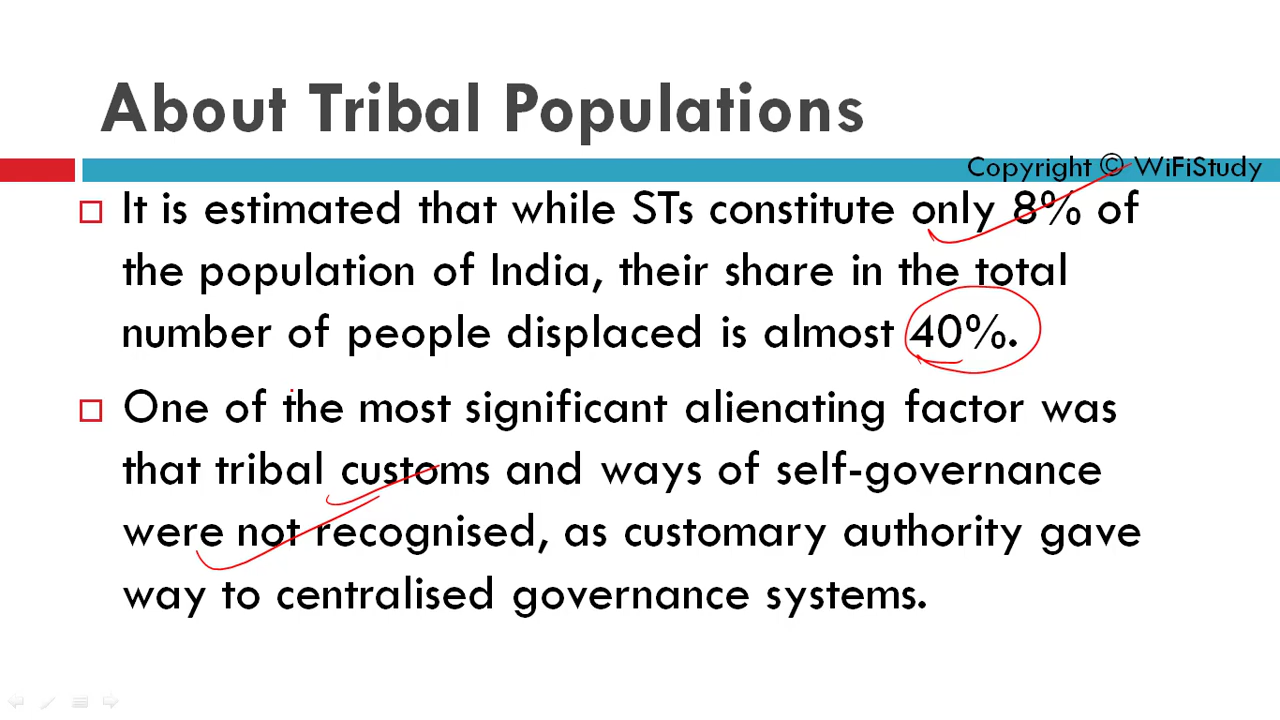 About Tribal Populations
Copyright © WiFiStudy
It is estimated that while STs constitute only 8% of
the population of India, their share in the total
number of people displaced is almost 40%.
One of the most significant alienating factor was
that tribal customs and ways of self-governance
were not recognised, as customary authority gave
way to centralised governance systems.